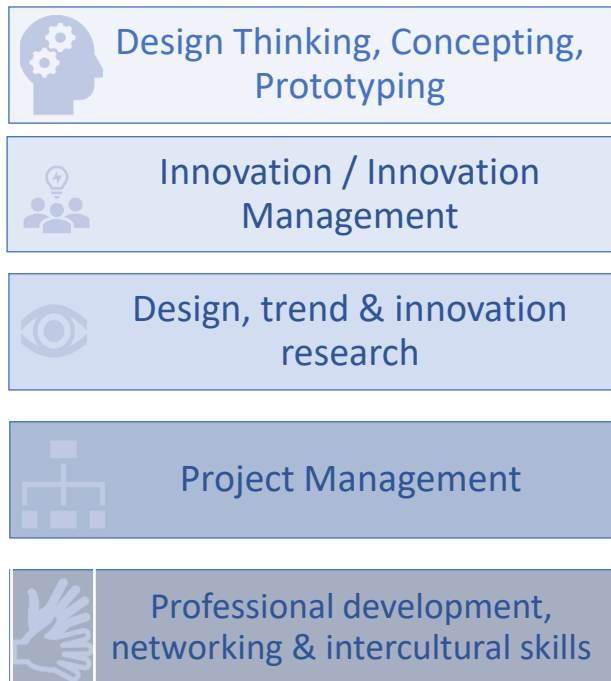 Design Thinking, Concepting,
Prototyping
Innovation / Innovation
Management
Design, trend & innovation
research
Project Management
Professional development,
networking & intercultural skills